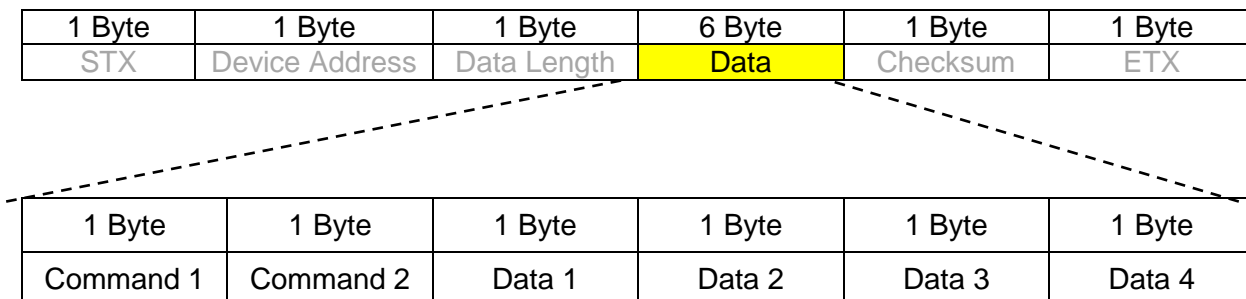 1 Byte 1 Byte 1 Byte 6 Byte 1 Byte 1 Byte
STX Device Address Data Length Data Checksum ETX
1 Byte 1 Byte 1 Byte 1 Byte 1 Byte 1 Byte
Command 1 Command 2 Data 1 Data 2 Data 3 Data 4